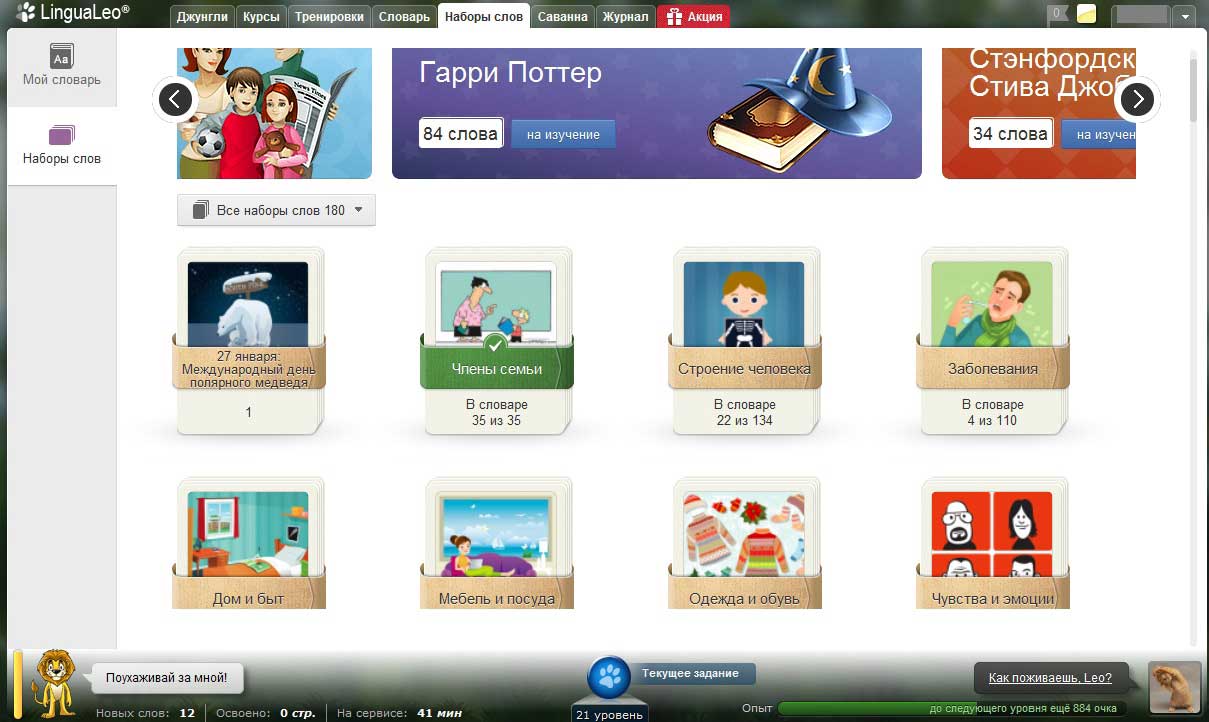 LinguaLeo®
Джунгли
Курсы
Тренировки
Словарь
Наборы слов
Саванна
Журнал
Акция
0
Aa
Мой словарь
Наборы слов
News Times
Гарри Поттер
84 слова
на изучение
Стэнфордск
Стива Джоб
34 слова
на изучен
Все наборы слов 180
27 января:
Международный день
полярного медведя
1
Члены семьи
В словаре
35 из 35
Строение человека
В словаре
22 из 134
Заболевания
В словаре
4 из 110
Дом и быт
Мебель и посуда
Одежда и обувь
Чувства и эмоции
Поухаживай за мной!
Текущее задание
Как поживаешь, Leo?
Новых слов: 12
Освоено: 0 стр.
На сервисе: 41 мин
21 уровень
Опыт
до следующего уровня ещё 884 очка